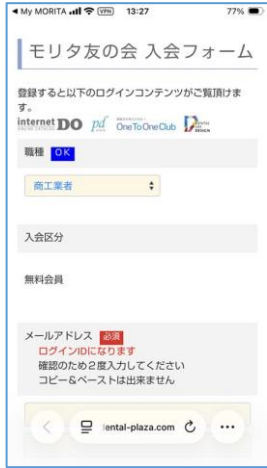 My MORITA VPN 13:27 77%
モリタ友の会 入会フォーム
登録すると以下のログインコンテンツがご覧頂けま
す。
internet DO pd OneToOneClub
職種 OK
商工業者
入会区分
無料会員
メールアドレス 必須
ログインIDになります
確認のため2度入力してください
コピー&ペーストは出来ません
ental-plaza.com